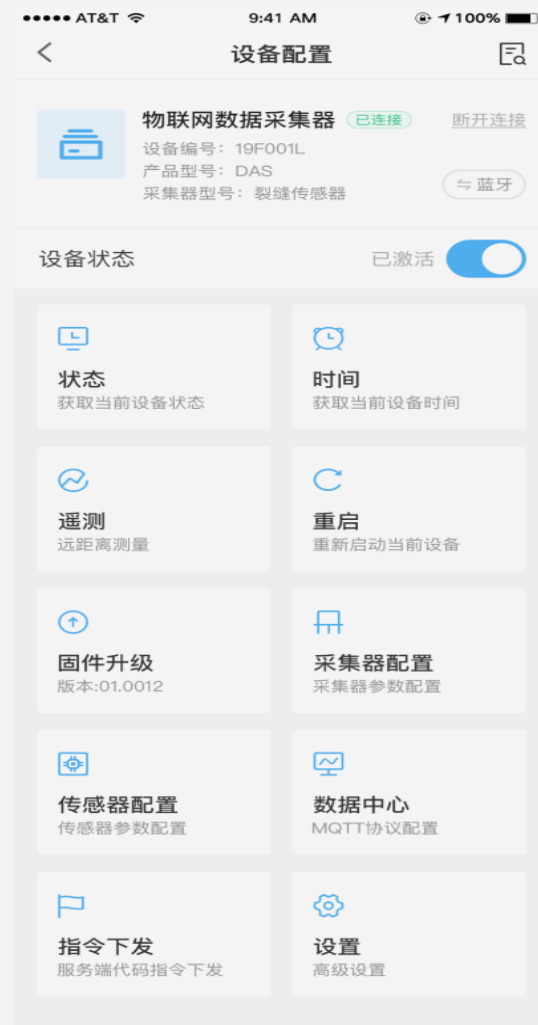 AT&T 9:41 AM 100%
设备配置
物联网数据采集器 已连接 断开连接
设备编号：19F001L
产品型号：DAS
采集器型号：裂缝传感器
蓝牙
设备状态 已激活
状态 时间
获取当前设备状态 获取当前设备时间
遥测 重启
远距离测量 重新启动当前设备
固件升级 采集器配置
版本:01.0012 采集器参数配置
传感器配置 数据中心
传感器参数配置 MQTT协议配置
指令下发 设置
服务端代码指令下发 高级设置